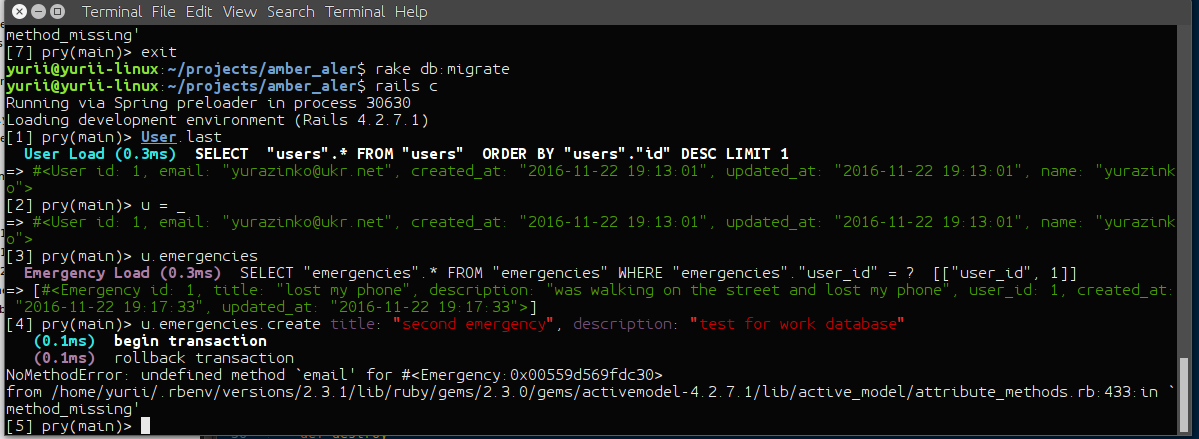 Terminal File Edit View Search Terminal Help
method_missing'
[7] pry(main)> exit
yurii@yurii-linux:~/projects/amber_aler$ rake db:migrate
yurii@yurii-linux:~/projects/amber_aler$ rails c
Running via Spring preloader in process 30630
Loading development environment (Rails 4.2.7.1)
[1] pry(main)> User.last
User Load (0.3ms)  SELECT  "users".* FROM "users"  ORDER BY "users"."id" DESC LIMIT 1
=> #<User id: 1, email: "yurazinko@ukr.net", created_at: "2016-11-22 19:13:01", updated_at: "2016-11-22 19:13:01", name: "yurazink
o">
[2] pry(main)> u = _
=> #<User id: 1, email: "yurazinko@ukr.net", created_at: "2016-11-22 19:13:01", updated_at: "2016-11-22 19:13:01", name: "yurazink
o">
[3] pry(main)> u.emergencies
Emergency Load (0.3ms)  SELECT "emergencies".* FROM "emergencies" WHERE "emergencies"."user_id" = ?  [["user_id", 1]]
=> [#<Emergency id: 1, title: "lost my phone", description: "was walking on the street and lost my phone", user_id: 1, created_at:
"2016-11-22 19:17:33", updated_at: "2016-11-22 19:17:33">]
[4] pry(main)> u.emergencies.create title: "second emergency", description: "test for work database"
(0.1ms)  begin transaction
(0.1ms)  rollback transaction
NoMethodError: undefined method `email' for #<Emergency:0x00559d569fdc30>
from /home/yurii/.rbenv/versions/2.3.1/lib/ruby/gems/2.3.0/gems/activemodel-4.2.7.1/lib/active_model/attribute_methods.rb:433:in `
method_missing'
[5] pry(main)>